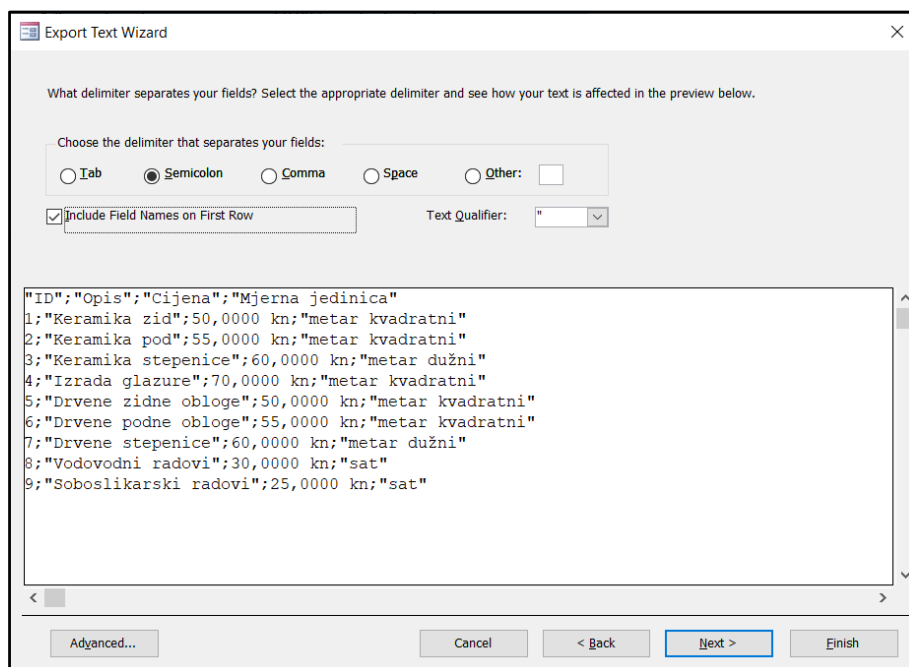 Export Text Wizard
What delimiter separates your fields? Select the appropriate delimiter and see how your text is affected in the preview below.
Choose the delimiter that separates your fields:
Tab Semicolon Comma Space Other:
Include Field Names on First Row Text Qualifier: "
"ID";"Opis";"Cijena";"Mjerna jedinica"
1;"Keramika zid";50,0000 kn;"metar kvadratni"
2;"Keramika pod";55,0000 kn;"metar kvadratni"
3;"Keramika stepenice";60,0000 kn;"metar dužni"
4;"Izrada glazure";70,0000 kn;"metar kvadratni"
5;"Drvene zidne obloge";50,0000 kn;"metar kvadratni"
6;"Drvene podne obloge";55,0000 kn;"metar kvadratni"
7;"Drvene stepenice";60,0000 kn;"metar dužni"
8;"Vodovodni radovi";30,0000 kn;"sat"
9;"Soboslikarski radovi";25,0000 kn;"sat"
Advanced... Cancel < Back Next > Finish